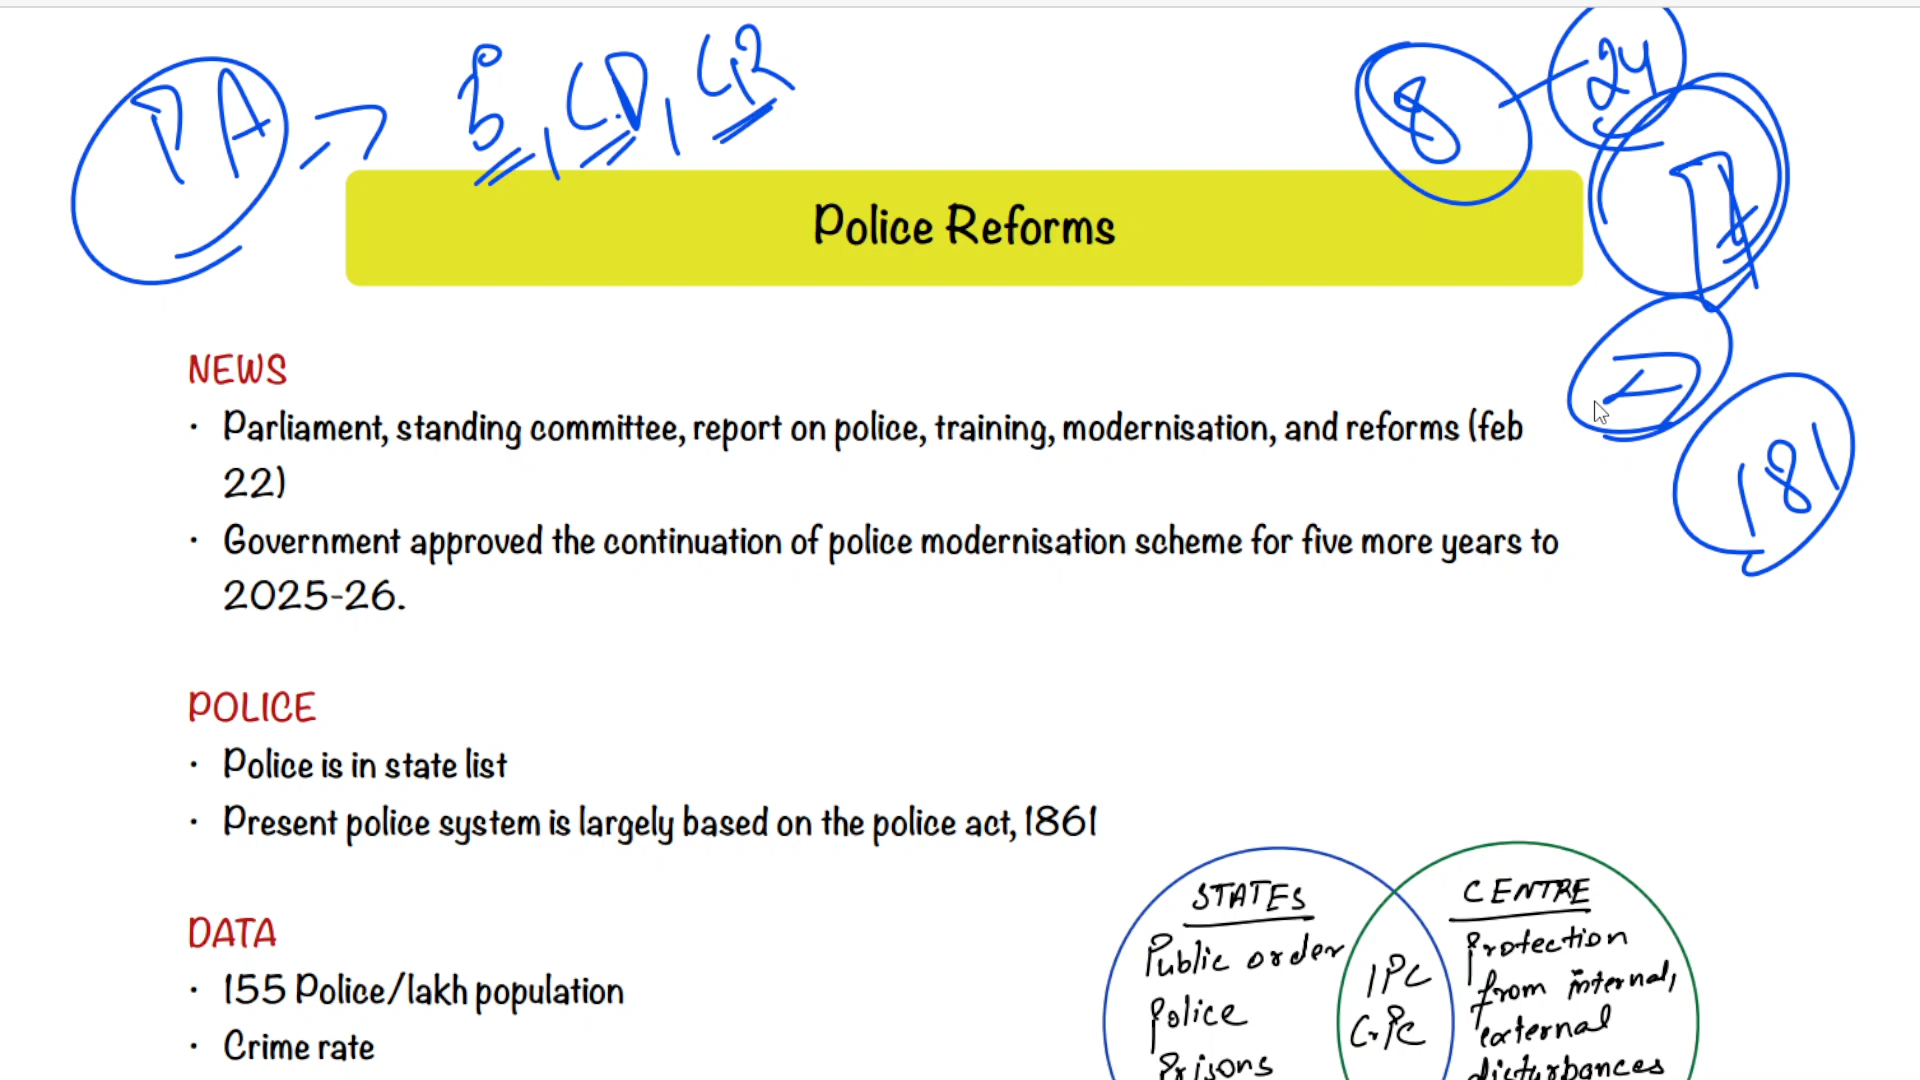 PA
CD, CR
8 - 24
181
Police Reforms
NEWS
• Parliament, standing committee, report on police, training, modernisation, and reforms (feb
22)
• Government approved the continuation of police modernisation scheme for five more years to
2025-26.
POLICE
• Police is in state list
• Present police system is largely based on the police act, 1861
DATA
• 155 Police/lakh population
• Crime rate
STATES
Public order
Police
Prisons
IPC
CrPC
CENTRE
Protection
from internal,
external
disturbances